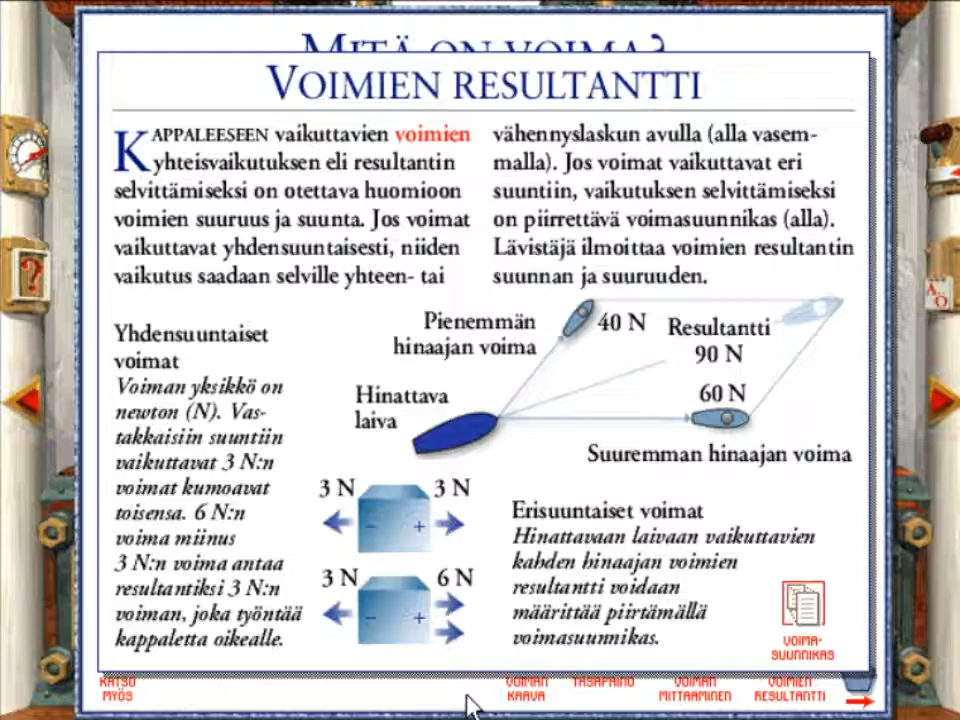 MITÄ ON VOIMA?
VOIMIEN RESULTANTTI
KAPPALEESEEN vaikuttavien voimien
yhteisvaikutuksen eli resultantin
selvittämiseksi on otettava huomioon
voimien suuruus ja suunta. Jos voimat
vaikuttavat yhdensuuntaisesti, niiden
vaikutus saadaan selville yhteen- tai
vähennyslaskun avulla (alla vasem-
malla). Jos voimat vaikuttavat eri
suuntiin, vaikutuksen selvittämiseksi
on piirrettävä voimasuunnikas (alla).
Lävistäjä ilmoittaa voimien resultantin
suunnan ja suuruuden.
Yhdensuuntaiset
voimat
Voiman yksikkö on
newton (N). Vas-
takkaisiin suuntiin
vaikuttavat 3 N:n
voimat kumoavat
toisensa. 6 N:n
voima miinus
3 N:n voima antaa
resultantiksi 3 N:n
voiman, joka työntää
kappaletta oikealle.
Pienemmän
hinaajan voima
40 N
Resultantti
90 N
Hinattava
laiva
60 N
Suuremman hinaajan voima
3 N 3 N
- +
3 N 6 N
- +
Erisuuntaiset voimat
Hinattavaan laivaan vaikuttavien
kahden hinaajan voimien
resultantti voidaan
määrittää piirtämällä
voimasuunnikas.
VOIMA-
SUUNNIKAS
KATSO
MYÖS
VOIMAN
KAAVA
TASAPAINO
VOIMAN
MITTAAMINEN
VOIMIEN
RESULTANTTI
?
A...
Ö